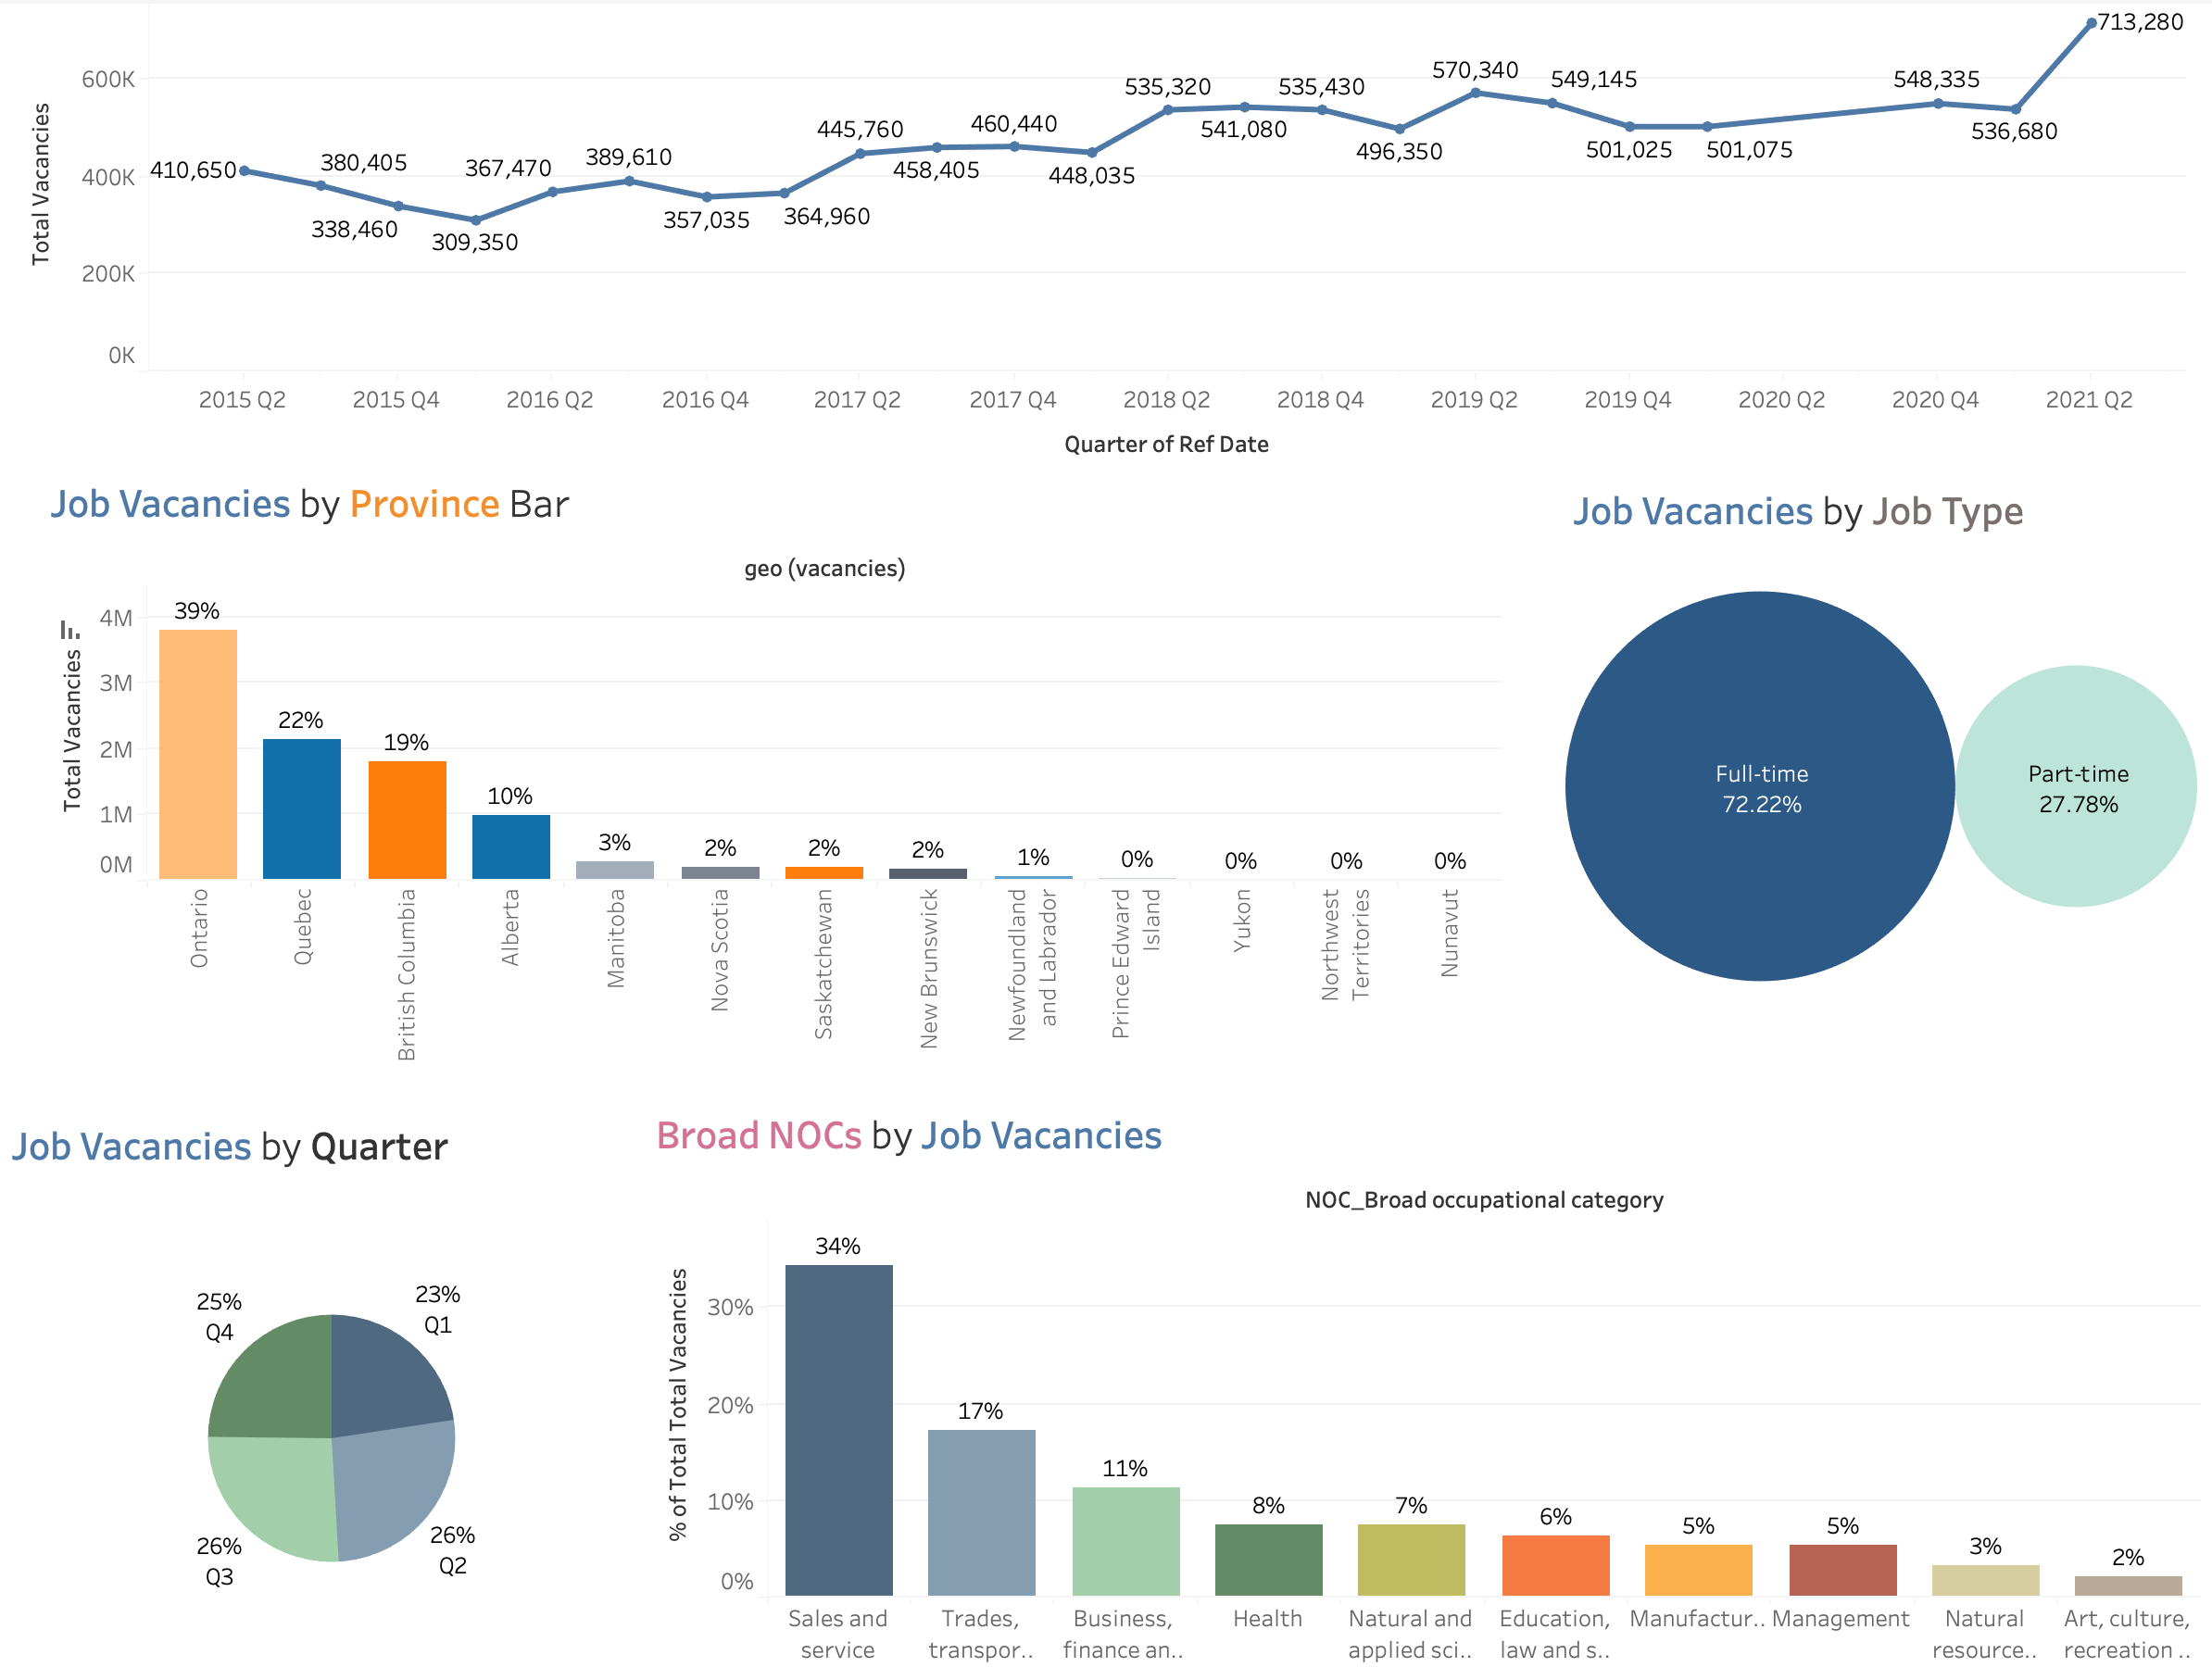 713,280
600K
570,340
549,145
548,335
535,320
535,430
541,080
536,680
445,760
460,440
496,350
501,025
501,075
410,650
380,405
367,470
389,610
458,405
448,035
400K
338,460
309,350
357,035
364,960
200K
0K
Total Vacancies
2015 Q2
2015 Q4
2016 Q2
2016 Q4
2017 Q2
2017 Q4
2018 Q2
2018 Q4
2019 Q2
2019 Q4
2020 Q2
2020 Q4
2021 Q2
Quarter of Ref Date
Job Vacancies by Province Bar
geo (vacancies)
Total Vacancies
4M
3M
2M
1M
0M
39%
22%
19%
10%
3%
2%
2%
2%
1%
0%
0%
0%
0%
Ontario
Quebec
British Columbia
Alberta
Manitoba
Nova Scotia
Saskatchewan
New Brunswick
Newfoundland
and Labrador
Prince Edward
Island
Yukon
Northwest
Territories
Nunavut
Job Vacancies by Job Type
Full-time
72.22%
Part-time
27.78%
Job Vacancies by Quarter
25%
Q4
23%
Q1
26%
Q3
26%
Q2
Broad NOCs by Job Vacancies
NOC_Broad occupational category
% of Total Total Vacancies
30%
20%
10%
0%
34%
17%
11%
8%
7%
6%
5%
5%
3%
2%
Sales and
service
Trades,
transpor..
Business,
finance an..
Health
Natural and
applied sci..
Education,
law and s..
Manufactur..
Management
Natural
resource..
Art, culture,
recreation ..